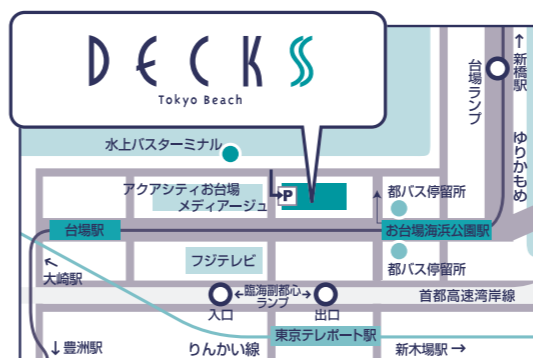 DECKS
Tokyo Beach
↑新橋駅
台場ランプ
ゆりかもめ
水上バスターミナル
アクアシティお台場
メディアージュ
P
都バス停留所
台場駅
お台場海浜公園駅
フジテレビ
都バス停留所
↖大崎駅
←臨海副都心→
ランプ
入口
出口
首都高速湾岸線
東京テレポート駅
↓豊洲駅
りんかい線
新木場駅→